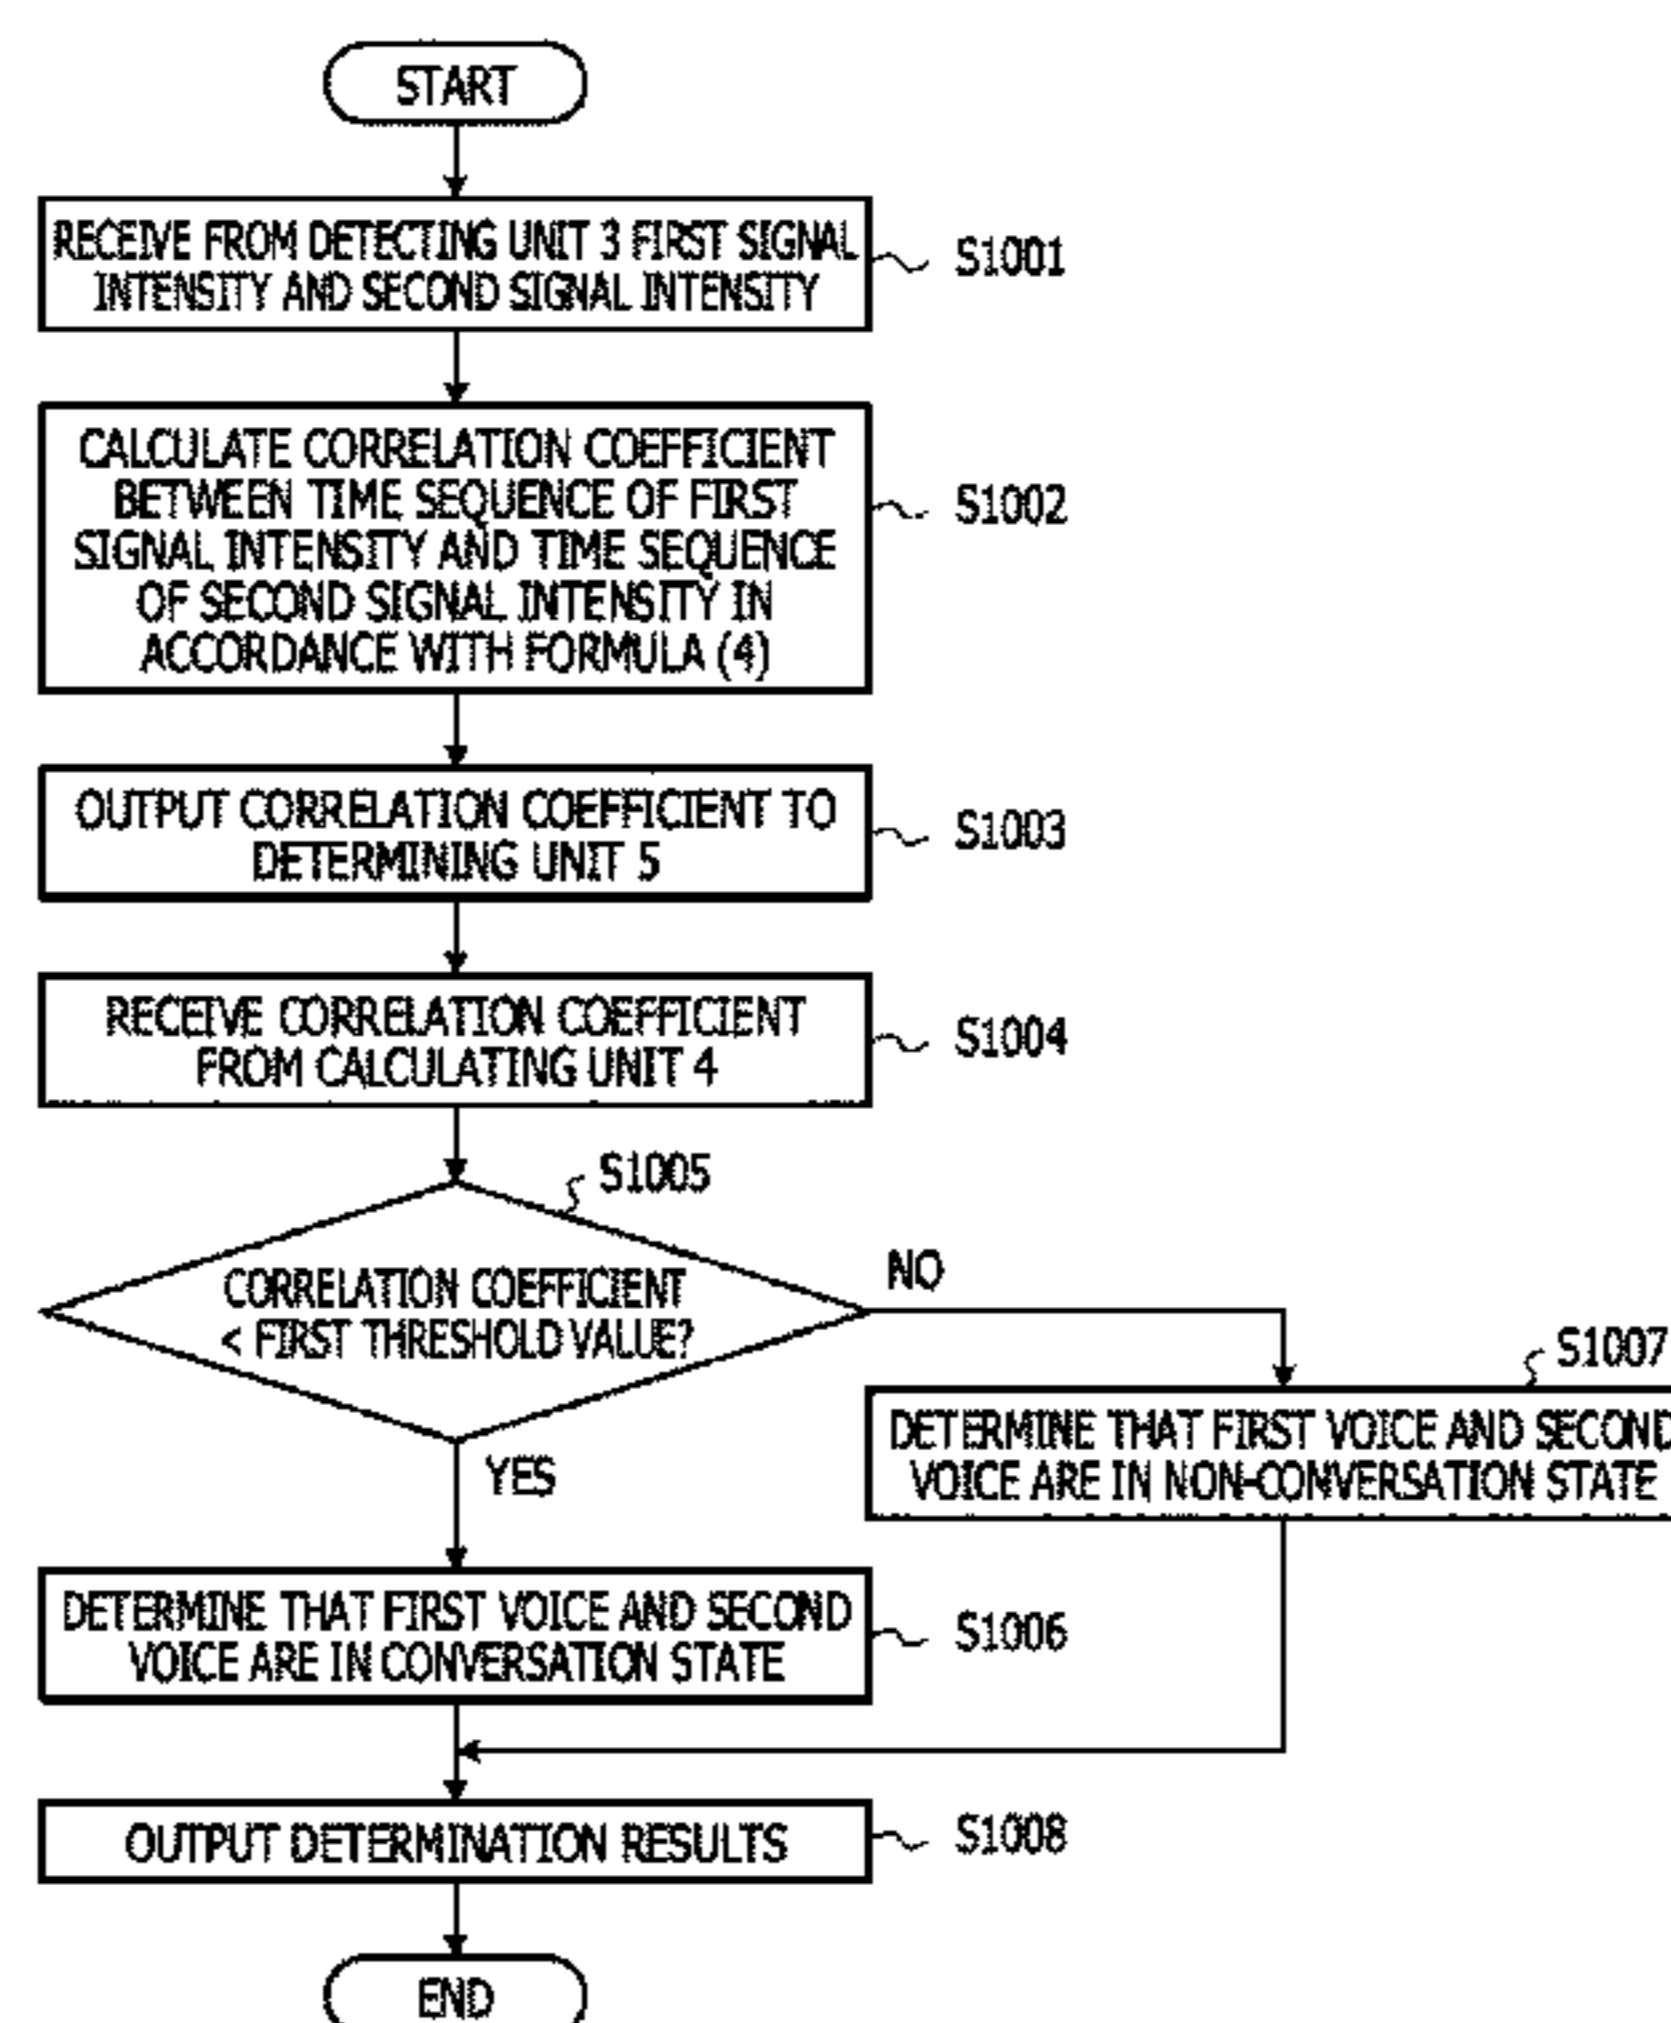 START
RECEIVE FROM DETECTING UNIT 3 FIRST SIGNAL
INTENSITY AND SECOND SIGNAL INTENSITY
S1001
CALCULATE CORRELATION COEFFICIENT
BETWEEN TIME SEQUENCE OF FIRST
SIGNAL INTENSITY AND TIME SEQUENCE
OF SECOND SIGNAL INTENSITY IN
ACCORDANCE WITH FORMULA (4)
S1002
OUTPUT CORRELATION COEFFICIENT TO
DETERMINING UNIT 5
S1003
RECEIVE CORRELATION COEFFICIENT
FROM CALCULATING UNIT 4
S1004
S1005
CORRELATION COEFFICIENT
< FIRST THRESHOLD VALUE?
NO
YES
S1007
DETERMINE THAT FIRST VOICE AND SECOND
VOICE ARE IN NON-CONVERSATION STATE
DETERMINE THAT FIRST VOICE AND SECOND
VOICE ARE IN CONVERSATION STATE
S1006
OUTPUT DETERMINATION RESULTS
S1008
END